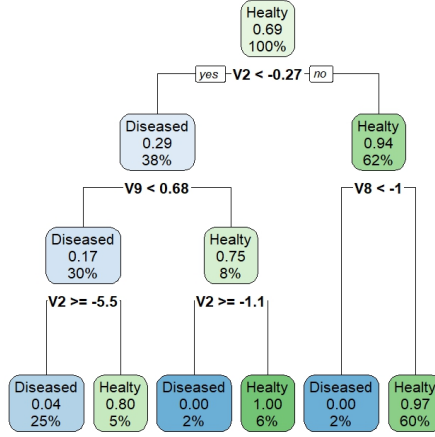 Healty
0.69
100%
yes V2 < -0.27 no
Diseased
0.29
38%
Healty
0.94
62%
V9 < 0.68
V8 < -1
Diseased
0.17
30%
Healty
0.75
8%
V2 >= -5.5
V2 >= -1.1
Diseased
0.04
25%
Healty
0.80
5%
Diseased
0.00
2%
Healty
1.00
6%
Diseased
0.00
2%
Healty
0.97
60%